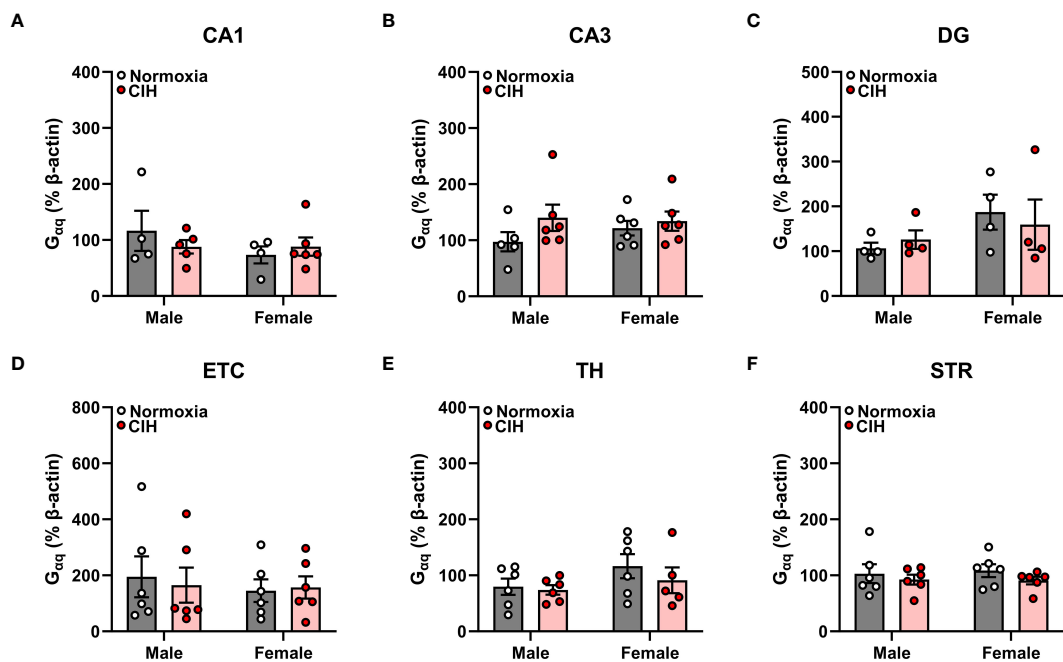 A
CA1
Gαq (% β-actin)
400
300
200
100
0
Normoxia
CIH
Male
Female
B
CA3
Gαq (% β-actin)
400
300
200
100
0
Normoxia
CIH
Male
Female
C
DG
Gαq (% β-actin)
500
400
300
200
100
0
Normoxia
CIH
Male
Female
D
ETC
Gαq (% β-actin)
800
600
400
200
0
Normoxia
CIH
Male
Female
E
TH
Gαq (% β-actin)
400
300
200
100
0
Normoxia
CIH
Male
Female
F
STR
Gαq (% β-actin)
400
300
200
100
0
Normoxia
CIH
Male
Female